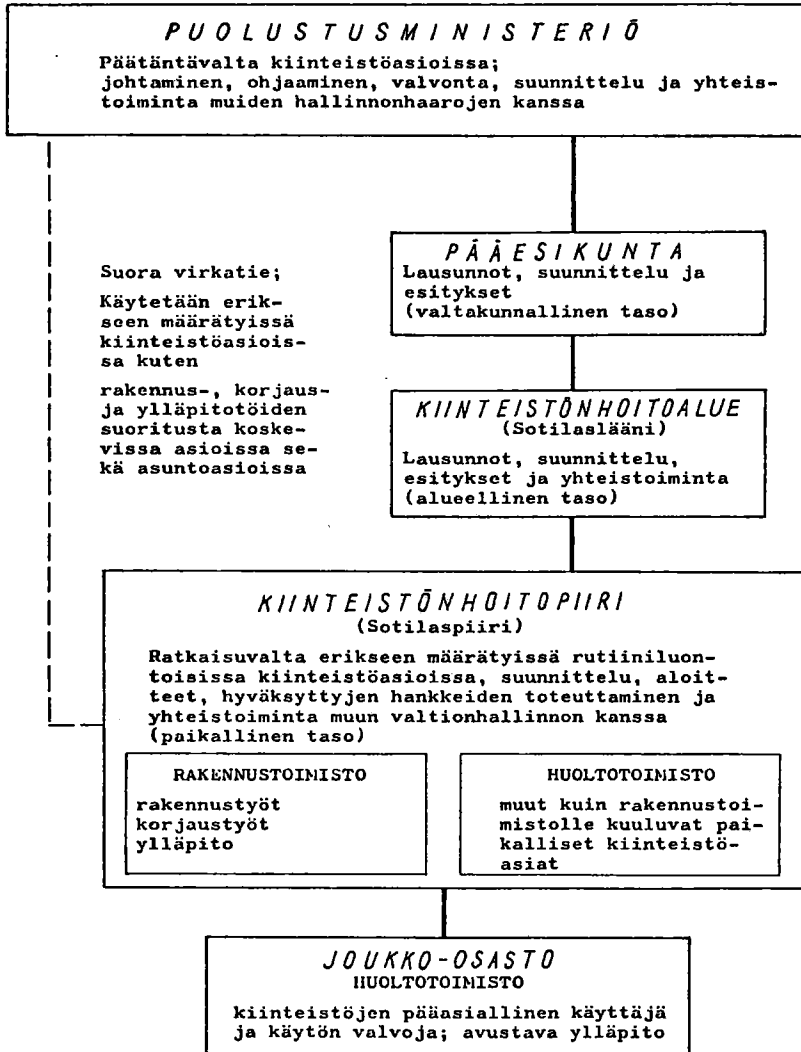 PUOLUSTUSMINISTERIÖ
Päätäntävalta kiinteistöasioissa;
johtaminen, ohjaaminen, valvonta, suunnittelu ja yhteis-
toiminta muiden hallinnonhaarojen kanssa
PÄÄESIKUNTA
Lausunnot, suunnittelu ja
esitykset
(valtakunnallinen taso)
Suora virkatie;
Käytetään erik-
seen määrätyissä
kiinteistöasiois-
sa kuten
rakennus-, korjaus-
ja ylläpitotöiden
suoritusta koske-
vissa asioissa se-
kä asuntoasioissa
KIINTEISTÖNHOITOALUE
(Sotilaslääni)
Lausunnot, suunnittelu,
esitykset ja yhteistoiminta
(alueellinen taso)
KIINTEISTÖNHOITOPIIRI
(Sotilaspiiri)
Ratkaisuvalta erikseen määrätyissä rutiiniluon-
toisissa kiinteistöasioissa, suunnittelu, aloit-
teet, hyväksyttyjen hankkeiden toteuttaminen ja
yhteistoiminta muun valtionhallinnon kanssa
(paikallinen taso)
RAKENNUSTOIMISTO
rakennustyöt
korjaustyöt
ylläpito
HUOLTOTOIMISTO
muut kuin rakennustoi-
mistolle kuuluvat pai-
kalliset kiinteistö-
asiat
JOUKKO-OSASTO
HUOLTOTOIMISTO
kiinteistöjen pääasiallinen käyttäjä
ja käytön valvoja; avustava ylläpito